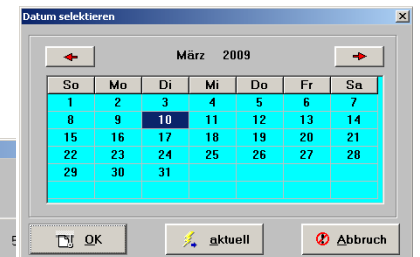 Datum selektieren
März 2009
So Mo Di Mi Do Fr Sa
1 2 3 4 5 6 7
8 9 10 11 12 13 14
15 16 17 18 19 20 21
22 23 24 25 26 27 28
29 30 31
OK aktuell Abbruch